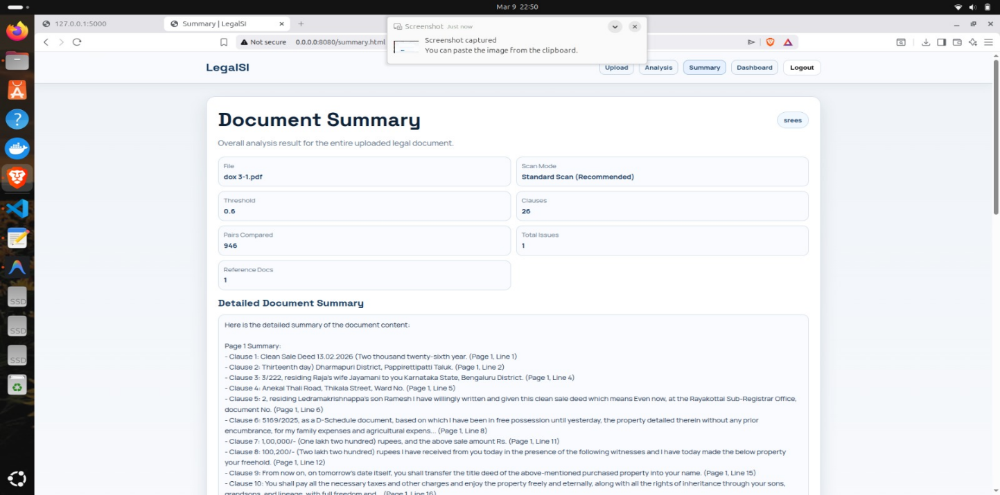 Mar 9 22:50
127.0.0.1:5000
Summary | LegalSI
Screenshot Just now
Screenshot captured
You can paste the image from the clipboard.
Not secure 0.0.0.0:8080/summary.html
LegalSI
Upload
Analysis
Summary
Dashboard
Logout
Document Summary
srees
Overall analysis result for the entire uploaded legal document.
File
dox 3-1.pdf
Scan Mode
Standard Scan (Recommended)
Threshold
0.6
Clauses
26
Pairs Compared
946
Total Issues
1
Reference Docs
1
Detailed Document Summary
Here is the detailed summary of the document content:
Page 1 Summary:
- Clause 1: Clean Sale Deed 13.02.2026 (Two thousand twenty-sixth year. (Page 1, Line 1)
- Clause 2: Thirteenth day) Dharmapuri District, Pappirettipatti Taluk. (Page 1, Line 2)
- Clause 3: 3/222, residing Raja's wife Jayamani to you Karnataka State, Bengaluru District. (Page 1, Line 4)
- Clause 4: Anekal Thali Road, Thikala Street, Ward No. (Page 1, Line 5)
- Clause 5: 2, residing Ledramakrishnappa's son Ramesh I have willingly written and given this clean sale deed which means Even now, at the Rayakottai Sub-Registrar Office,
document No. (Page 1, Line 6)
- Clause 6: 5169/2025, as a D-Schedule document, based on which I have been in free possession until yesterday, the property detailed therein without any prior
encumbrance, for my family expenses and agricultural expens... (Page 1, Line 8)
- Clause 7: 1,00,000/- (One lakh two hundred) rupees, and the above sale amount Rs. (Page 1, Line 11)
- Clause 8: 100,200/- (Two lakh two hundred) rupees I have received from you today in the presence of the following witnesses and I have today made the below property
your freehold. (Page 1, Line 12)
- Clause 9: From now on, on tomorrow's date itself, you shall transfer the title deed of the above-mentioned purchased property into your name. (Page 1, Line 15)
- Clause 10: You shall pay all the necessary taxes and other charges and enjoy the property freely and eternally, along with all the rights of inheritance through your sons,
grandsons, and lineage, with full freedom and... (Page 1, Line 16)
SSD
SSD
SSD